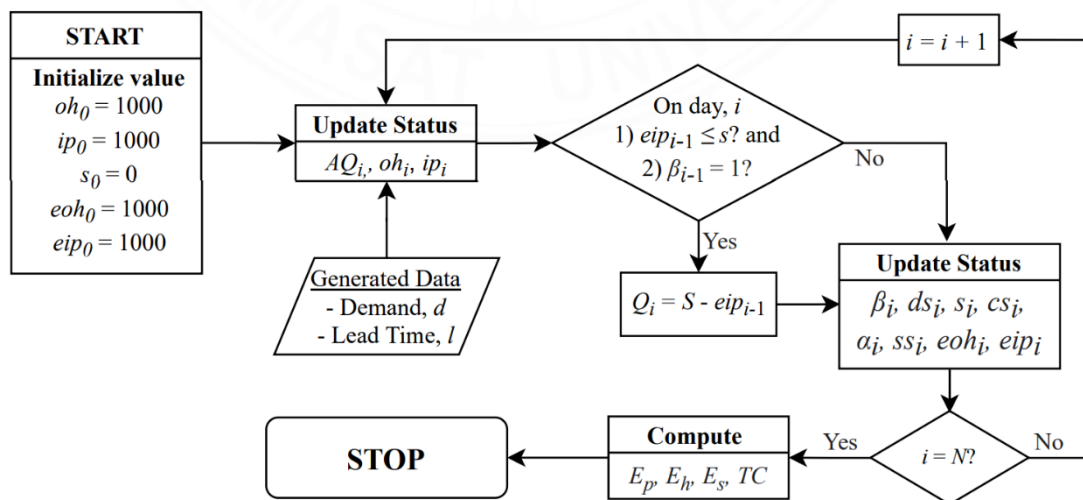 START
Initialize value
oh₀ = 1000
ip₀ = 1000
s₀ = 0
eoh₀ = 1000
eip₀ = 1000
Update Status
AQᵢ,, ohᵢ, ipᵢ
Generated Data
- Demand, d
- Lead Time, l
On day, i
1) eipᵢ₋₁ ≤ s? and
2) βᵢ₋₁ = 1?
i = i + 1
No
Yes
Qᵢ = S - eipᵢ₋₁
Update Status
βᵢ, dsᵢ, sᵢ, csᵢ,
αᵢ, ssᵢ, eohᵢ, eipᵢ
i = N?
No
Yes
Compute
Eₚ, Eₕ, Eₛ, TC
STOP